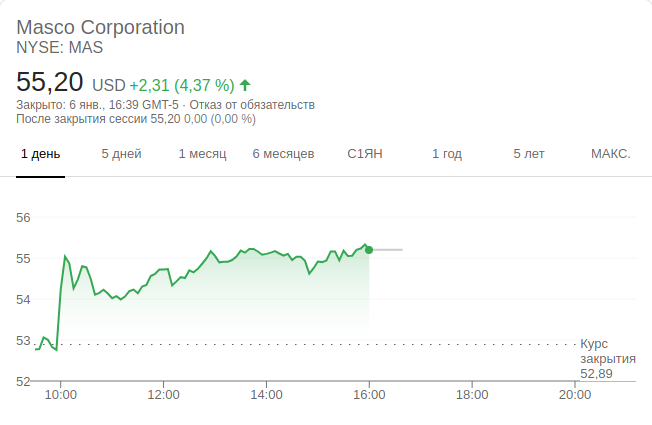 Masco Corporation
NYSE: MAS
55,20 USD +2,31 (4,37 %)
Закрыто: 6 янв., 16:39 GMT-5 · Отказ от обязательств
После закрытия сессии 55,20 0,00 (0,00 %)
1 день 5 дней 1 месяц 6 месяцев С1ЯН 1 год 5 лет МАКС.
56
55
54
53
52
Курс
закрытия
52,89
10:00 12:00 14:00 16:00 18:00 20:00